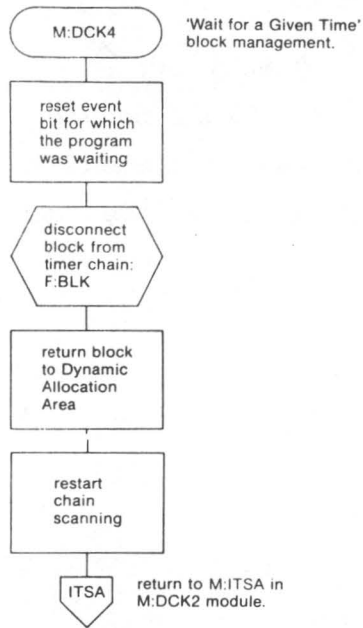 M:DCK4
'Wait for a Given Time'
block management.
reset event
bit for which
the program
was waiting
disconnect
block from
timer chain:
F:BLK
return block
to Dynamic
Allocation
Area
restart
chain
scanning
ITSA
return to M:ITSA in
M:DCK2 module.